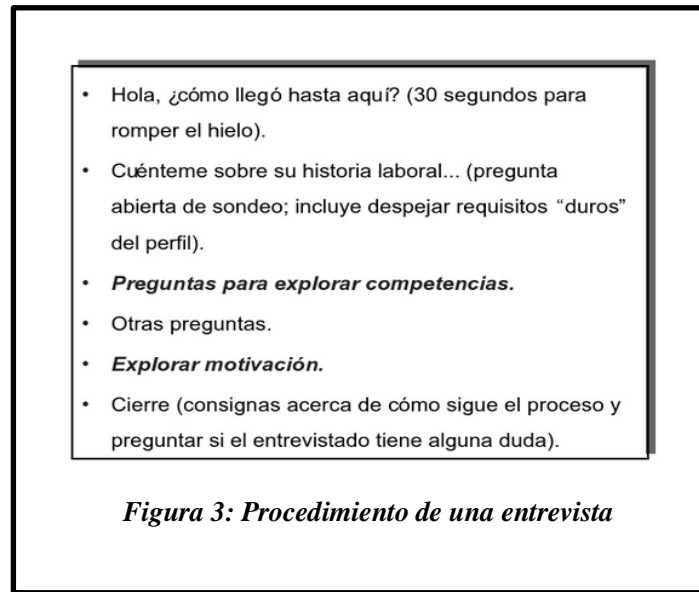 • Hola, ¿cómo llegó hasta aquí? (30 segundos para
romper el hielo).
• Cuénteme sobre su historia laboral... (pregunta
abierta de sondeo; incluye despejar requisitos “duros”
del perfil).
• Preguntas para explorar competencias.
• Otras preguntas.
• Explorar motivación.
• Cierre (consignas acerca de cómo sigue el proceso y
preguntar si el entrevistado tiene alguna duda).
Figura 3: Procedimiento de una entrevista